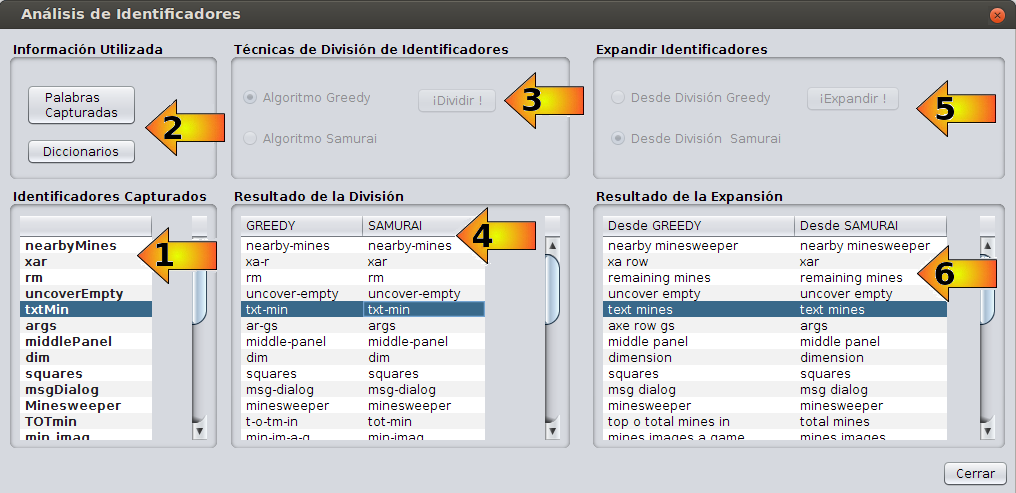 Análisis de Identificadores
Información Utilizada
Palabras
Capturadas
2
Diccionarios
Técnicas de División de Identificadores
Algoritmo Greedy
¡Dividir !
3
Algoritmo Samurai
Expandir Identificadores
Desde División Greedy
¡Expandir !
5
Desde División Samurai
Identificadores Capturados
nearbyMines
1
xar
rm
uncoverEmpty
txtMin
args
middlePanel
dim
squares
msgDialog
Minesweeper
TOTmin
min imag
Resultado de la División
GREEDY SAMURAI
4
nearby-mines nearby-mines
xa-r xar
rm rm
uncover-empty uncover-empty
txt-min txt-min
ar-gs args
middle-panel middle-panel
dim dim
squares squares
msg-dialog msg-dialog
minesweeper minesweeper
t-o-tm-in tot-min
min-im-a-g min-imag
Resultado de la Expansión
Desde GREEDY Desde SAMURAI
nearby minesweeper nearby minesweeper
xa row xar
6
remaining mines remaining mines
uncover empty uncover empty
text mines text mines
axe row gs args
middle panel middle panel
dimension dimension
squares squares
msg dialog msg dialog
minesweeper minesweeper
top o total mines in total mines
mines images a game mines images
Cerrar